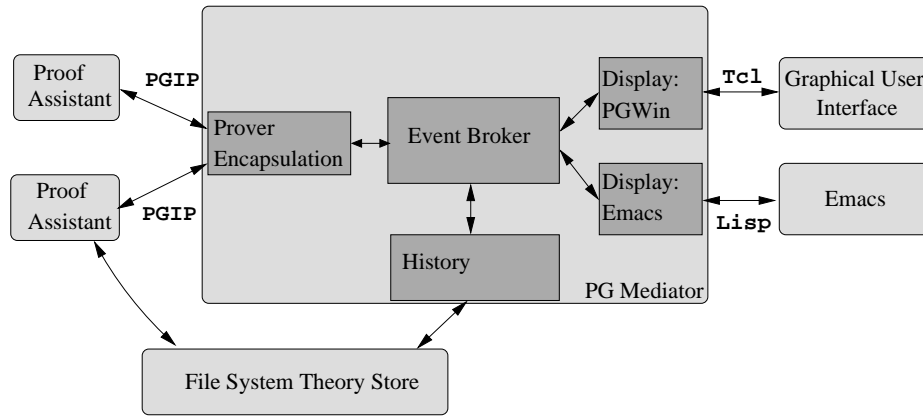 Proof
Assistant
PGIP
Prover
Encapsulation
Event Broker
Display:
PGWin
Tcl
Graphical User
Interface
Proof
Assistant
PGIP
Display:
Emacs
Lisp
Emacs
History
PG Mediator
File System Theory Store